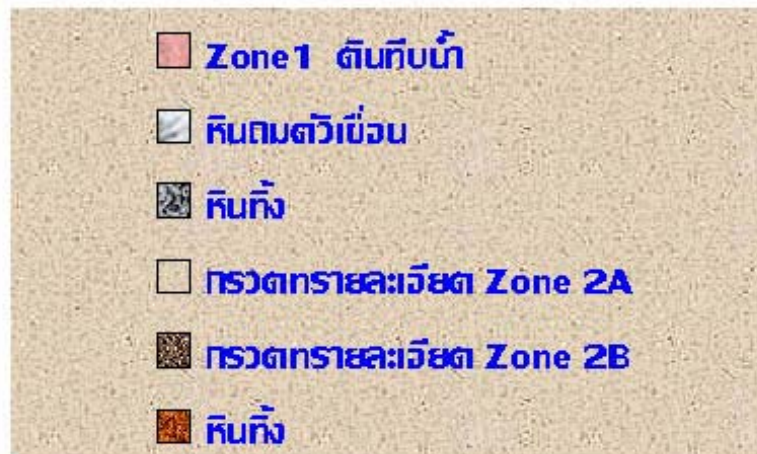 Zone1 ดินทึบน้ำ
หินถมตัวเขื่อน
หินทิ้ง
กรวดทรายละเอียด Zone 2A
กรวดทรายละเอียด Zone 2B
หินทิ้ง